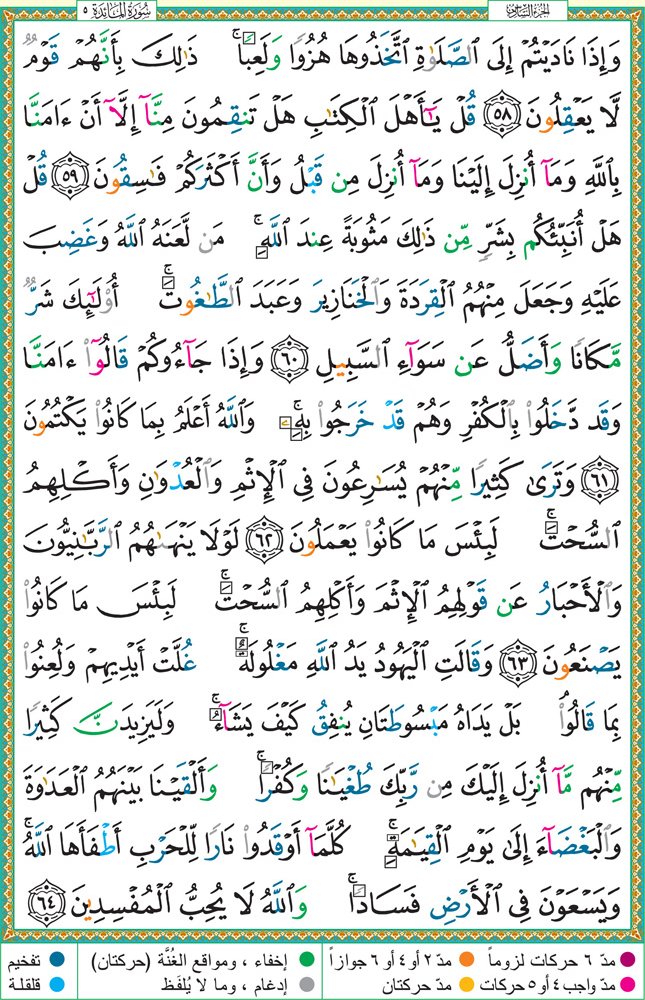 الجزء السادس
سُورَةُ المَائدة ٥
وَإِذَا نَادَيۡتُمۡ إِلَى ٱلصَّلَوٰةِ ٱتَّخَذُوهَا هُزُوٗا وَلَعِبٗاۚ ذَٰلِكَ بِأَنَّهُمۡ قَوۡمٞ
لَّا يَعۡقِلُونَ ٥٨ قُلۡ يَٰٓأَهۡلَ ٱلۡكِتَٰبِ هَلۡ تَنقِمُونَ مِنَّآ إِلَّآ أَنۡ ءَامَنَّا
بِٱللَّهِ وَمَآ أُنزِلَ إِلَيۡنَا وَمَآ أُنزِلَ مِن قَبۡلُ وَأَنَّ أَكۡثَرَكُمۡ فَٰسِقُونَ ٥٩ قُلۡ
هَلۡ أُنَبِّئُكُم بِشَرّٖ مِّن ذَٰلِكَ مَثُوبَةً عِندَ ٱللَّهِۚ مَن لَّعَنَهُ ٱللَّهُ وَغَضِبَ
عَلَيۡهِ وَجَعَلَ مِنۡهُمُ ٱلۡقِرَدَةَ وَٱلۡخَنَازِيرَ وَعَبَدَ ٱلطَّٰغُوتَۚ أُوْلَٰٓئِكَ شَرّٞ
مَّكَانٗا وَأَضَلُّ عَن سَوَآءِ ٱلسَّبِيلِ ٦٠ وَإِذَا جَآءُوكُمۡ قَالُوٓاْ ءَامَنَّا
وَقَد دَّخَلُواْ بِٱلۡكُفۡرِ وَهُمۡ قَدۡ خَرَجُواْ بِهِۦۚ وَٱللَّهُ أَعۡلَمُ بِمَا كَانُواْ يَكۡتُمُونَ
٦١ وَتَرَىٰ كَثِيرٗا مِّنۡهُمۡ يُسَٰرِعُونَ فِي ٱلۡإِثۡمِ وَٱلۡعُدۡوَٰنِ وَأَكۡلِهِمُ
ٱلسُّحۡتَۚ لَبِئۡسَ مَا كَانُواْ يَعۡمَلُونَ ٦٢ لَوۡلَا يَنۡهَىٰهُمُ ٱلرَّبَّٰنِيُّونَ
وَٱلۡأَحۡبَارُ عَن قَوۡلِهِمُ ٱلۡإِثۡمَ وَأَكۡلِهِمُ ٱلسُّحۡتَۚ لَبِئۡسَ مَا كَانُواْ
يَصۡنَعُونَ ٦٣ وَقَالَتِ ٱلۡيَهُودُ يَدُ ٱللَّهِ مَغۡلُولَةٌۚ غُلَّتۡ أَيۡدِيهِمۡ وَلُعِنُواْ
بِمَا قَالُواْۘ بَلۡ يَدَاهُ مَبۡسُوطَتَانِ يُنفِقُ كَيۡفَ يَشَآءُۚ وَلَيَزِيدَنَّ كَثِيرٗا
مِّنۡهُم مَّآ أُنزِلَ إِلَيۡكَ مِن رَّبِّكَ طُغۡيَٰنٗا وَكُفۡرٗاۚ وَأَلۡقَيۡنَا بَيۡنَهُمُ ٱلۡعَدَٰوَةَ
وَٱلۡبَغۡضَآءَ إِلَىٰ يَوۡمِ ٱلۡقِيَٰمَةِۚ كُلَّمَآ أَوۡقَدُواْ نَارٗا لِّلۡحَرۡبِ أَطۡفَأَهَا ٱللَّهُۚ
وَيَسۡعَوۡنَ فِي ٱلۡأَرۡضِ فَسَادٗاۚ وَٱللَّهُ لَا يُحِبُّ ٱلۡمُفۡسِدِينَ ٦٤
مدّ ٦ حركات لزوماً مدّ ٢ أو ٤ أو ٦ جوازاً إخفاء ، ومواقع الغُنَّة (حركتان) تفخيم
مدّ واجب ٤ أو ٥ حركات مدّ حركتان إدغام ، وما لا يُلفَظ قلقلة